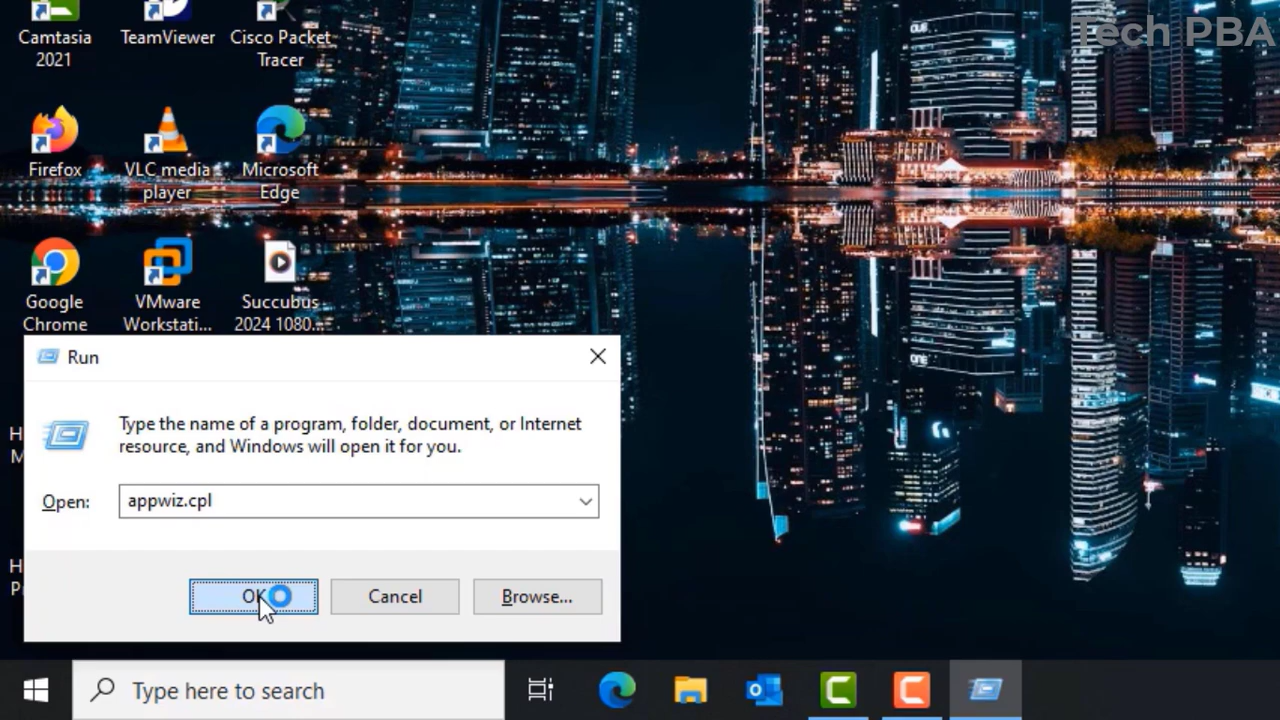 Tech PBA
Camtasia
2021
TeamViewer
Cisco Packet
Tracer
Firefox
VLC media
player
Microsoft
Edge
Google
Chrome
VMware
Workstati...
Succubus
2024 1080...
Run
Type the name of a program, folder, document, or Internet
resource, and Windows will open it for you.
Open:
appwiz.cpl
OK
Cancel
Browse...
Type here to search